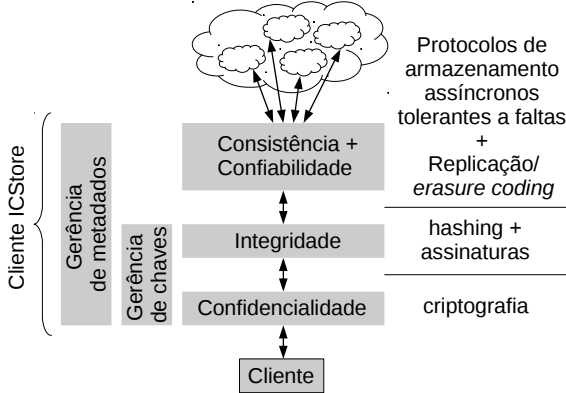 Protocolos de
armazenamento
assíncronos
tolerantes a faltas
+
Replicação/
erasure coding
Consistência +
Confiabilidade
hashing +
assinaturas
Integridade
criptografia
Confidencialidade
Cliente
Cliente ICStore
Gerência
de metadados
Gerência
de chaves